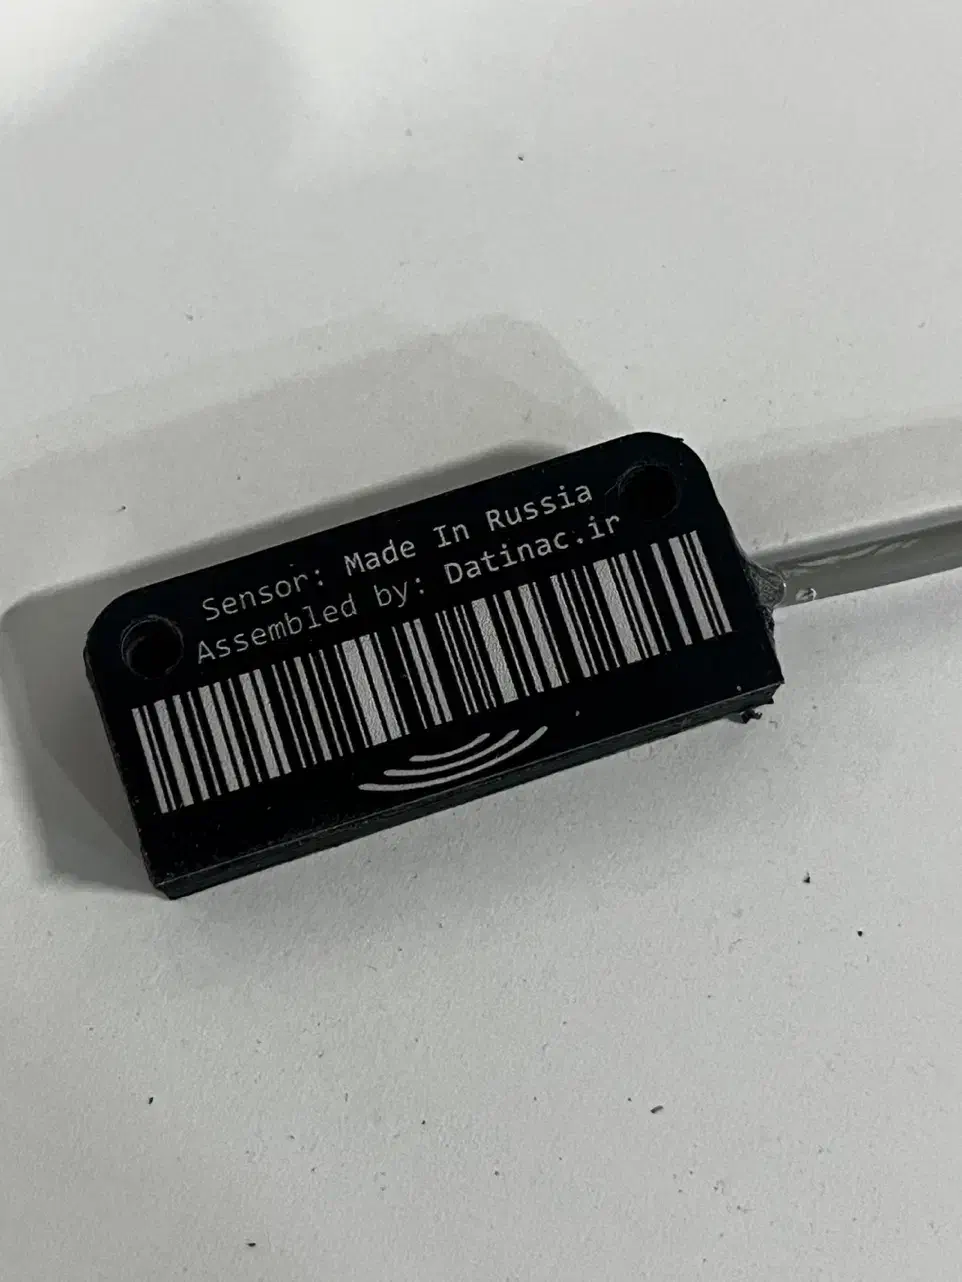 Sensor: Made In Russia
Assembled by: Datinac.ir